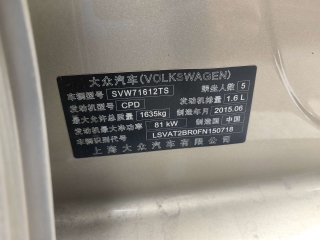 大众汽车(VOLKSWAGEN)
车辆型号 SVW71612TS 乘坐人数 5
发动机型号 CPD 发动机排量 1.6 L
最大允许总质量 1635kg 制造年月 2015.06
发动机最大净功率 81 kW 制造国 中国
车辆识别代号 LSVAT2BR0FN150718
上海大众汽车有限公司